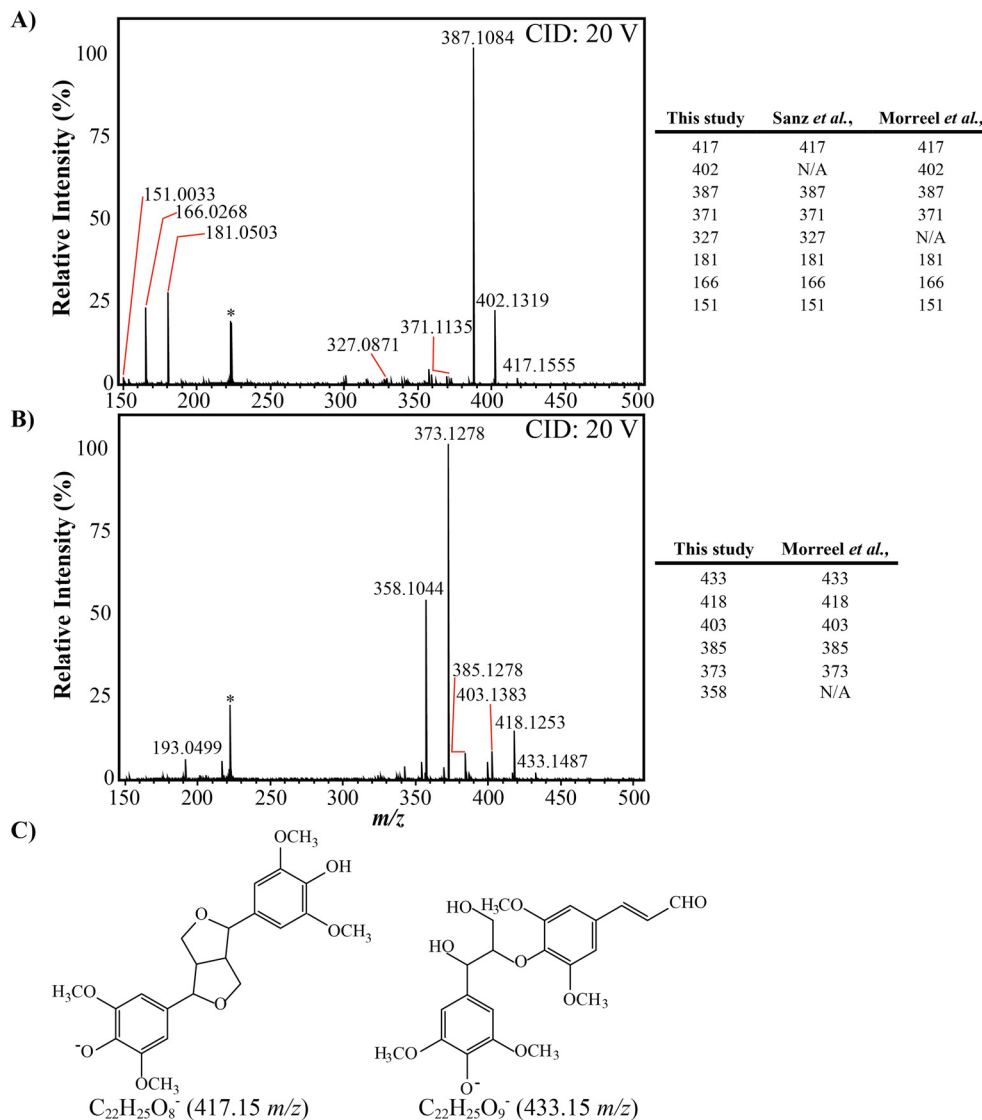 A)
CID: 20 V
Relative Intensity (%)
100
75
50
25
0
387.1084
151.0033
166.0268
181.0503
*
327.0871
371.1135
402.1319
417.1555
150 200 250 300 350 400 450 500
This study Sanz et al., Morreel et al.,
417 417 417
402 N/A 402
387 387 387
371 371 371
327 327 N/A
181 181 181
166 166 166
151 151 151
B)
CID: 20 V
Relative Intensity (%)
100
75
50
25
0
373.1278
358.1044
385.1278
403.1383
418.1253
433.1487
*
193.0499
150 200 250 300 350 400 450 500
m/z
This study Morreel et al.,
433 433
418 418
403 403
385 385
373 373
358 N/A
C)
OCH₃
OH
OCH₃
O
O
H₃CO
⁻O
OCH₃
C₂₂H₂₅O₈⁻ (417.15 m/z)
CHO
H₃CO
HO
HO
O
OCH₃
H₃CO
OCH₃
O⁻
C₂₂H₂₅O₉⁻ (433.15 m/z)